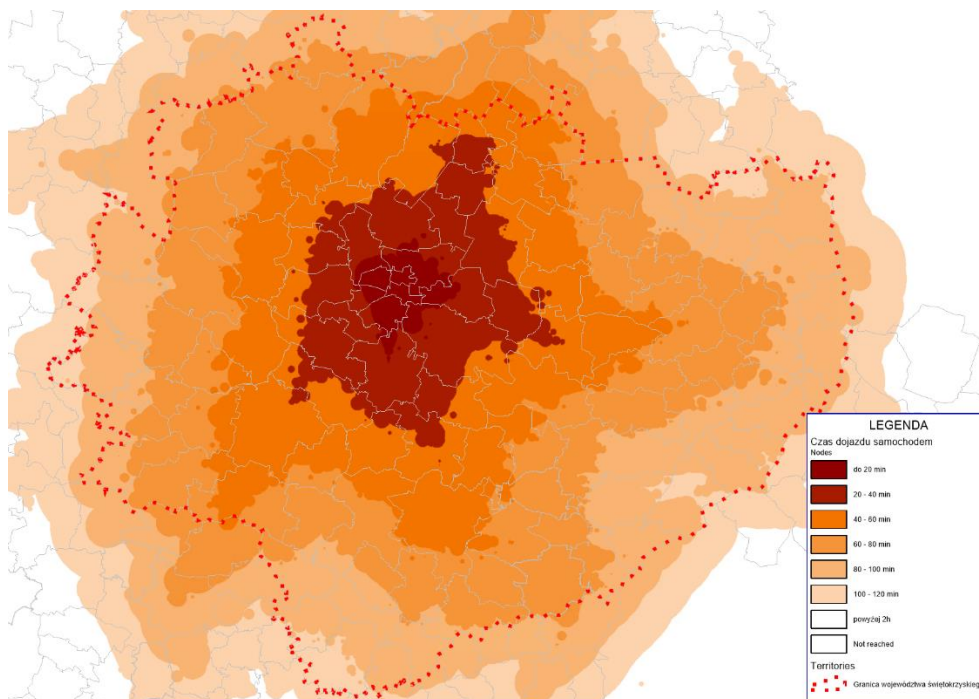 LEGENDA
Czas dojazdu samochodem
Nodes
do 20 min
20 - 40 min
40 - 60 min
60 - 80 min
80 - 100 min
100 - 120 min
powyżej 2h
Not reached
Territories
Granica województwa świętokrzyskieg